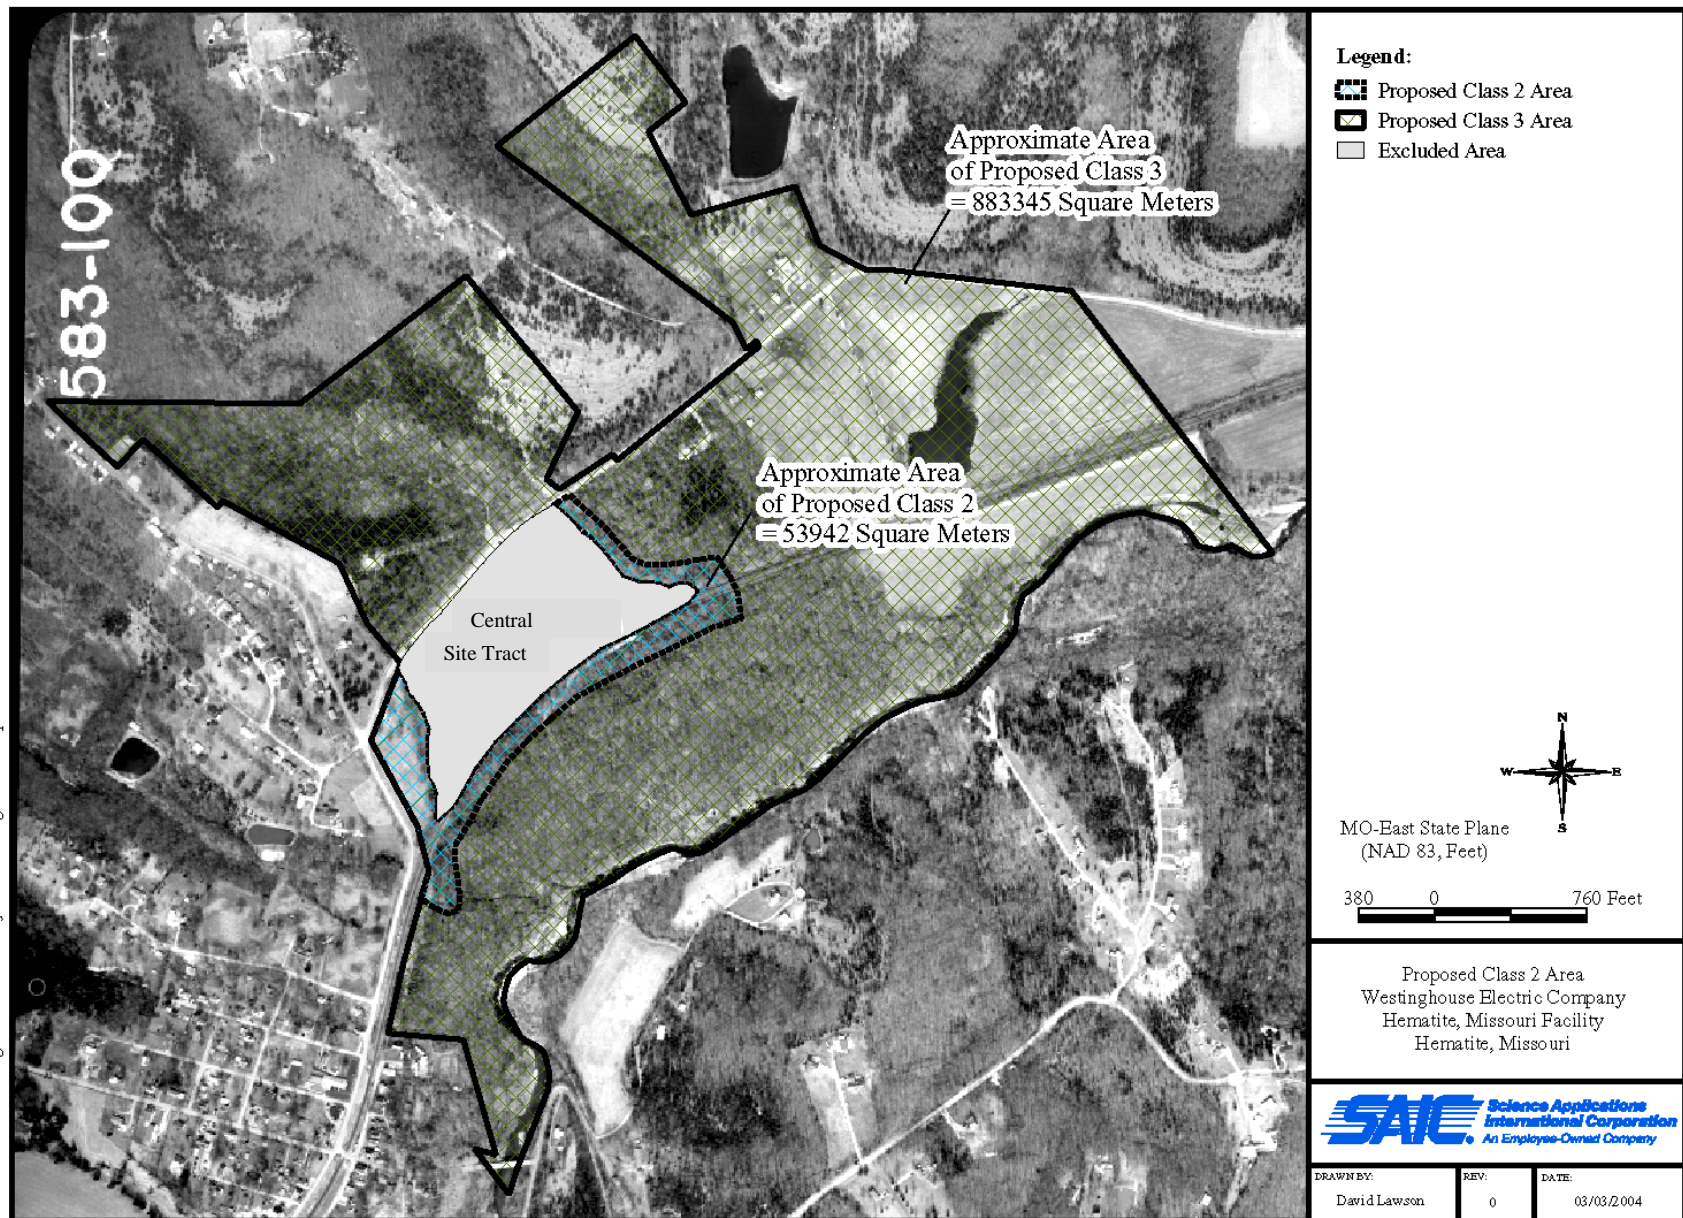 583-100
Approximate Area
of Proposed Class 3
= 883345 Square Meters
Approximate Area
of Proposed Class 2
= 53942 Square Meters
Central
Site Tract
Legend:
Proposed Class 2 Area
Proposed Class 3 Area
Excluded Area
N
W E
S
MO-East State Plane
(NAD 83, Feet)
380 0 760 Feet
Proposed Class 2 Area
Westinghouse Electric Company
Hematite, Missouri Facility
Hematite, Missouri
SAIC
Science Applications
International Corporation
An Employee-Owned Company
DRAWN BY:
David Lawson
REV:
0
DATE:
03/03/2004